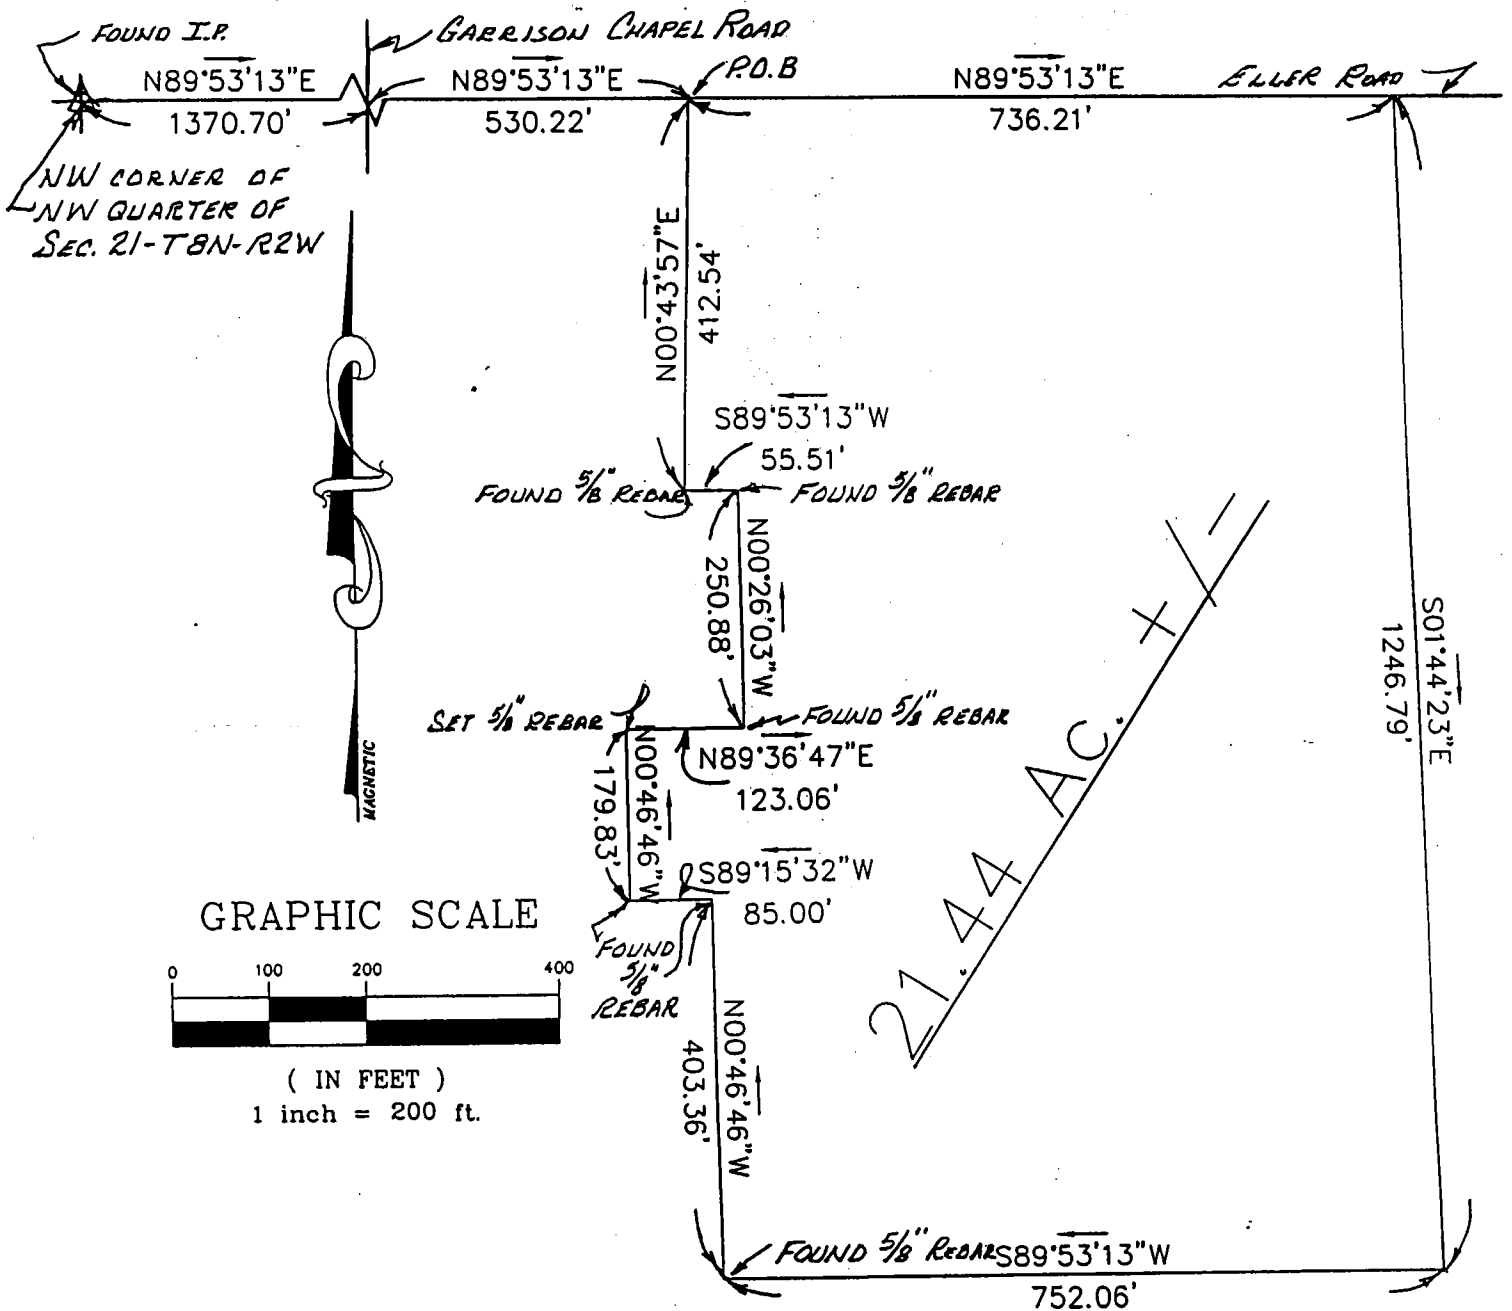 FOUND I.P.
GARRISON CHAPEL ROAD
N89°53'13"E
N89°53'13"E
P.O.B
N89°53'13"E
ELLER ROAD
1370.70'
530.22'
736.21'
NW CORNER OF
NW QUARTER OF
SEC. 21-T8N-R2W
N00°43'57"E
412.54'
S89°53'13"W
55.51'
FOUND 5/8" REBAR
FOUND 5/8" REBAR
N00°26'03"W
250.88'
S01°44'23"E
1246.79'
21.44 AC. +/-
SET 5/8" REBAR
FOUND 5/8" REBAR
N89°36'47"E
123.06'
N00°46'46"W
179.83'
MAGNETIC
S89°15'32"W
85.00'
GRAPHIC SCALE
0 100 200 400
( IN FEET )
1 inch = 200 ft.
FOUND
5/8"
REBAR
N00°46'46"W
403.36'
FOUND 5/8" REBAR
S89°53'13"W
752.06'